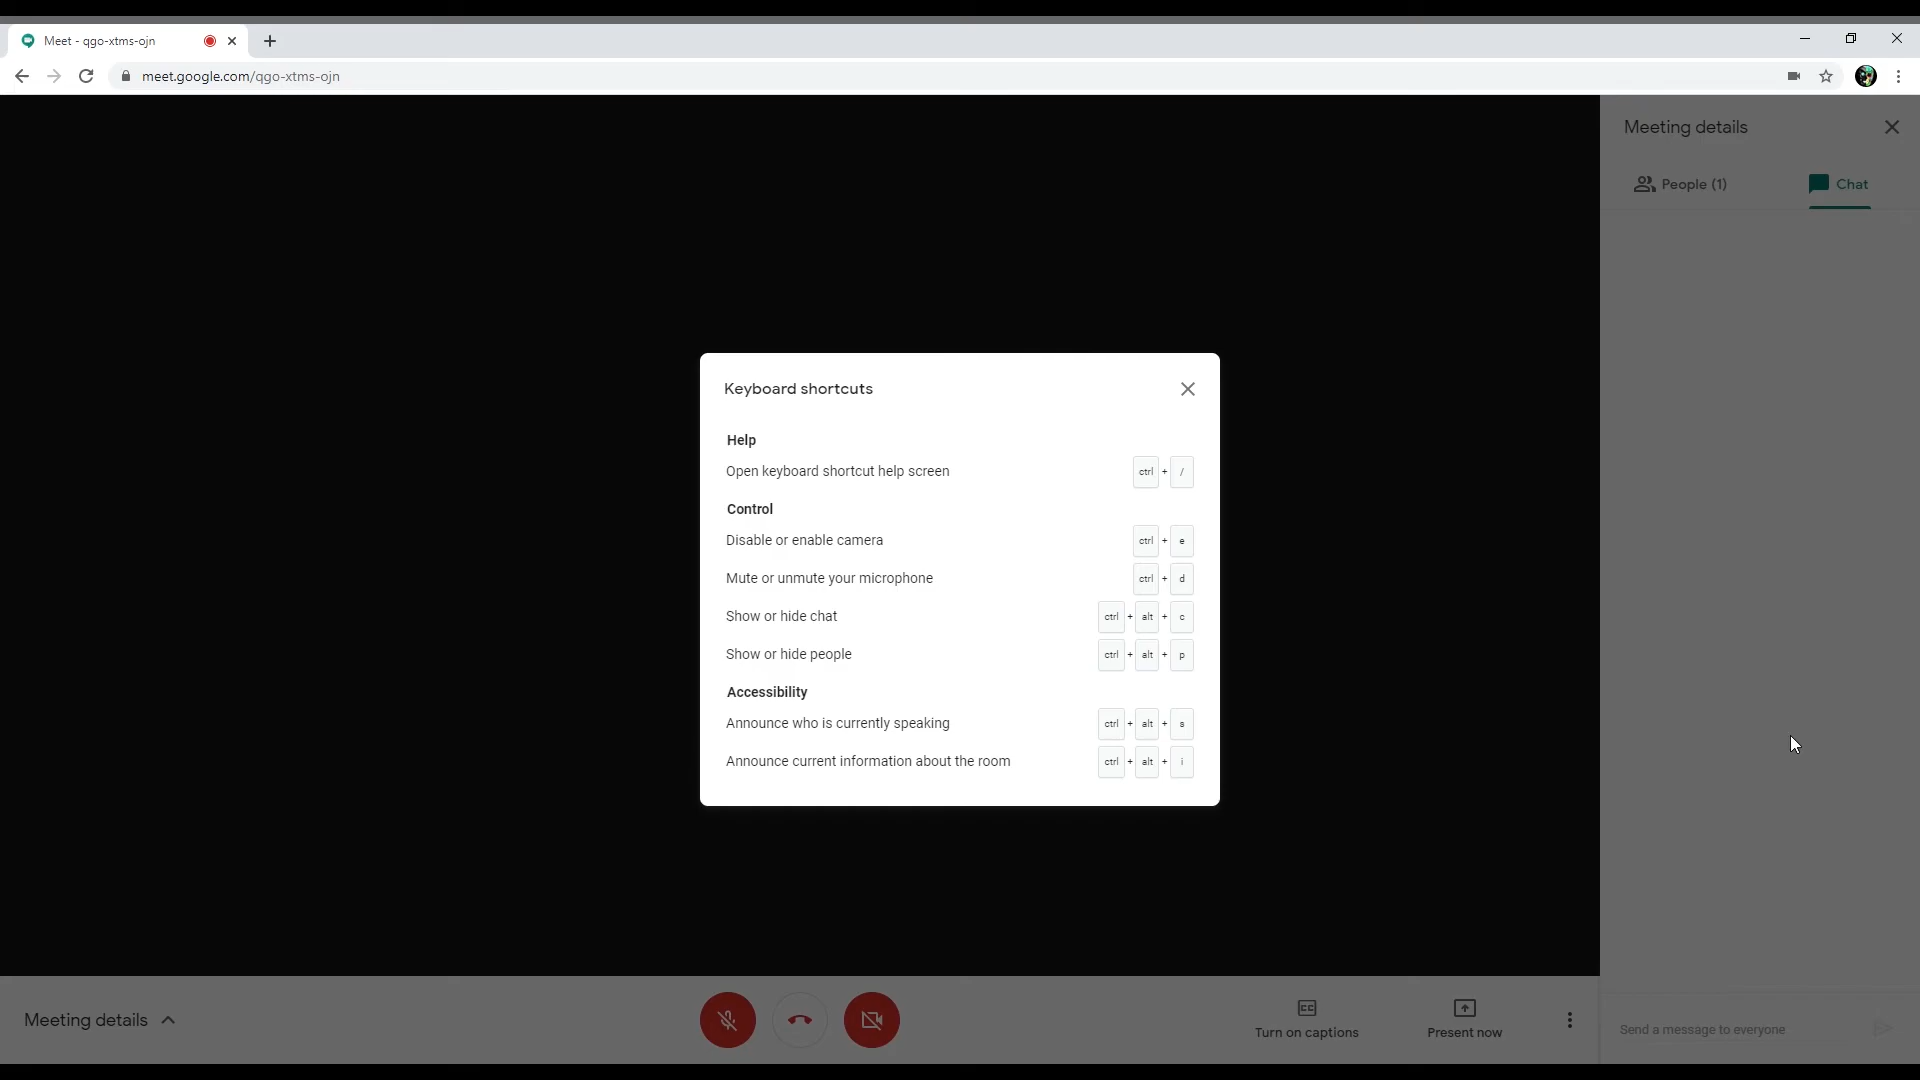 Meet - qgo-xtms-ojn
meet.google.com/qgo-xtms-ojn
Meeting details
People (1)
Chat
Keyboard shortcuts
Help
Open keyboard shortcut help screen ctrl + /
Control
Disable or enable camera ctrl + e
Mute or unmute your microphone ctrl + d
Show or hide chat ctrl + alt + c
Show or hide people ctrl + alt + p
Accessibility
Announce who is currently speaking ctrl + alt + s
Announce current information about the room ctrl + alt + i
Meeting details
CC
Turn on captions
Present now
Send a message to everyone